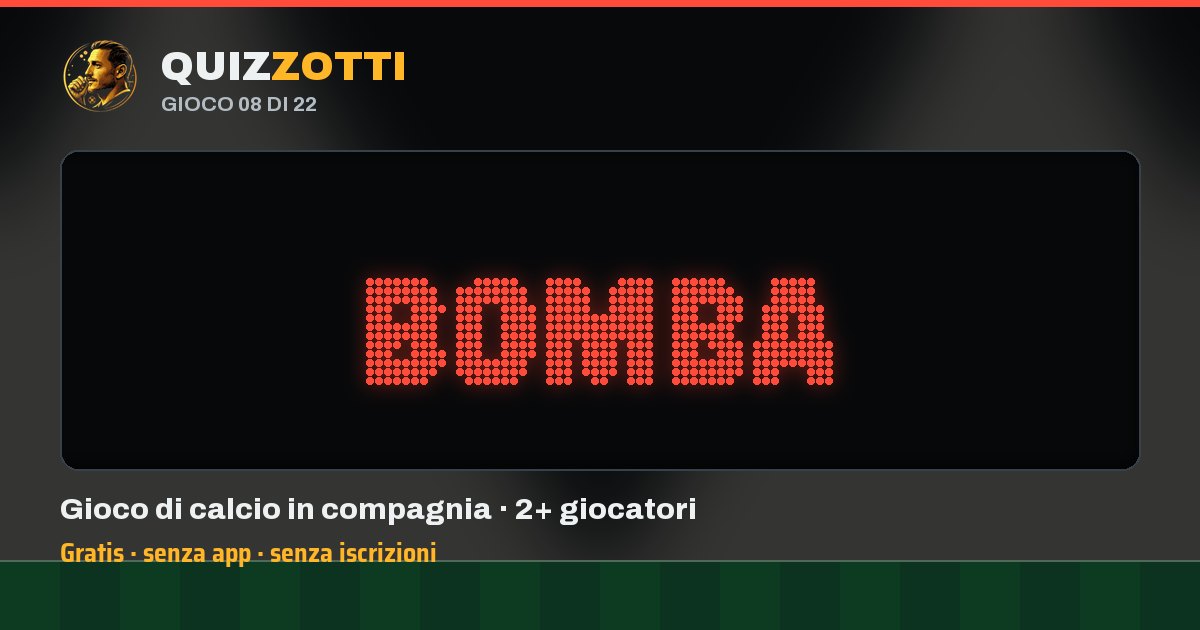 QUIZZOTTI
GIOCO 08 DI 22
BOMBA
Gioco di calcio in compagnia · 2+ giocatori
Gratis · senza app · senza iscrizioni